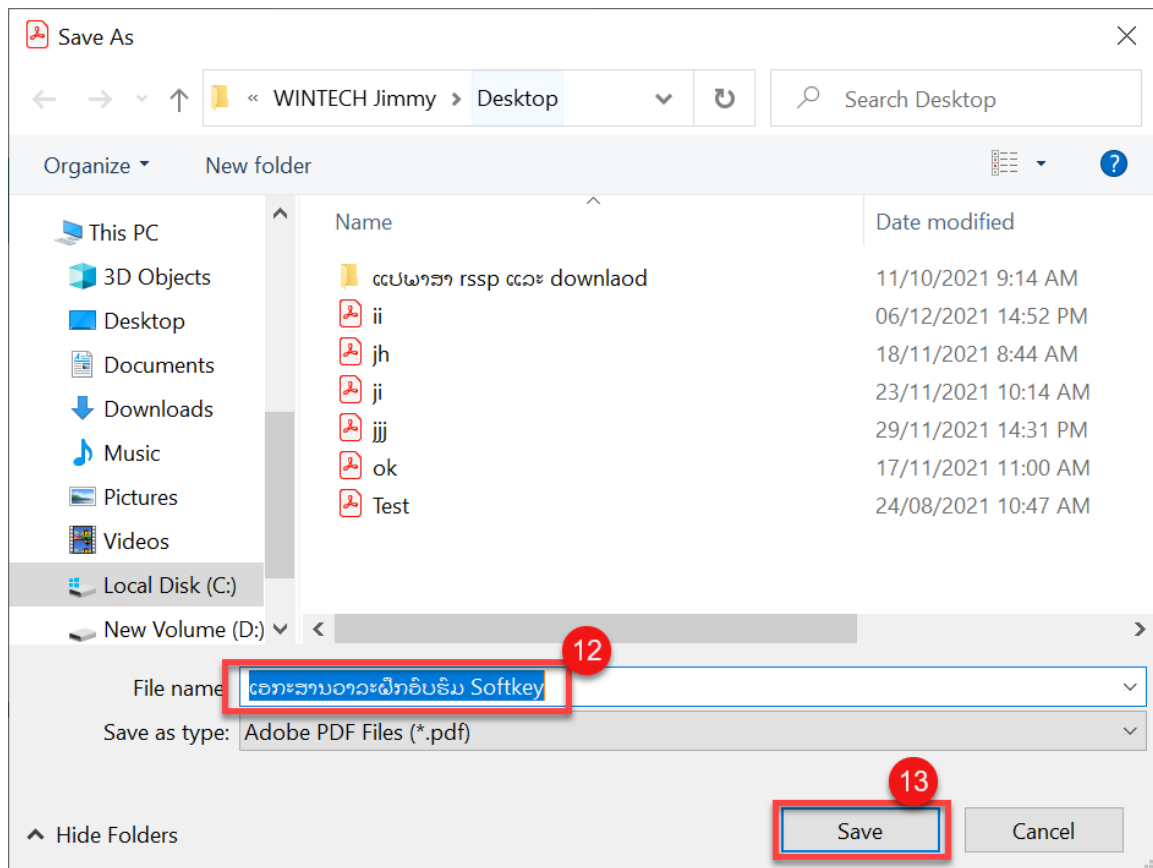 Save As
« WINTECH Jimmy > Desktop
Search Desktop
Organize
New folder
Name
Date modified
This PC
3D Objects
Desktop
Documents
Downloads
Music
Pictures
Videos
Local Disk (C:)
New Volume (D:)
ແປພາສາ rssp ແລະ downlaod 11/10/2021 9:14 AM
ii 06/12/2021 14:52 PM
jh 18/11/2021 8:44 AM
ji 23/11/2021 10:14 AM
jjj 29/11/2021 14:31 PM
ok 17/11/2021 11:00 AM
Test 24/08/2021 10:47 AM
12
File name ເອກະສານວາລະຝຶກອົບຮົມ Softkey
Save as type: Adobe PDF Files (*.pdf)
13
Hide Folders
Save
Cancel